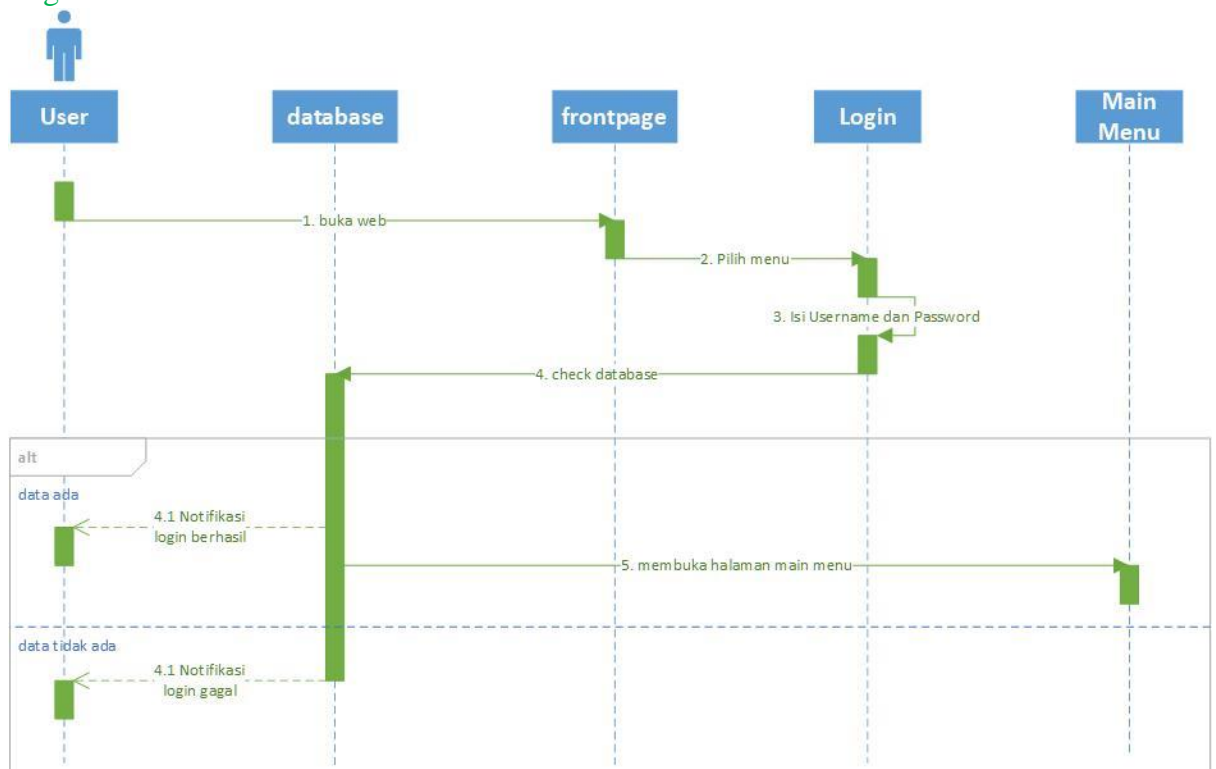 User
database
frontpage
Login
Main
Menu
1. buka web
2. Pilih menu
3. Isi Username dan Password
4. check database
alt
data ada
4.1 Notifikasi
login berhasil
5. membuka halaman main menu
data tidak ada
4.1 Notifikasi
login gagal